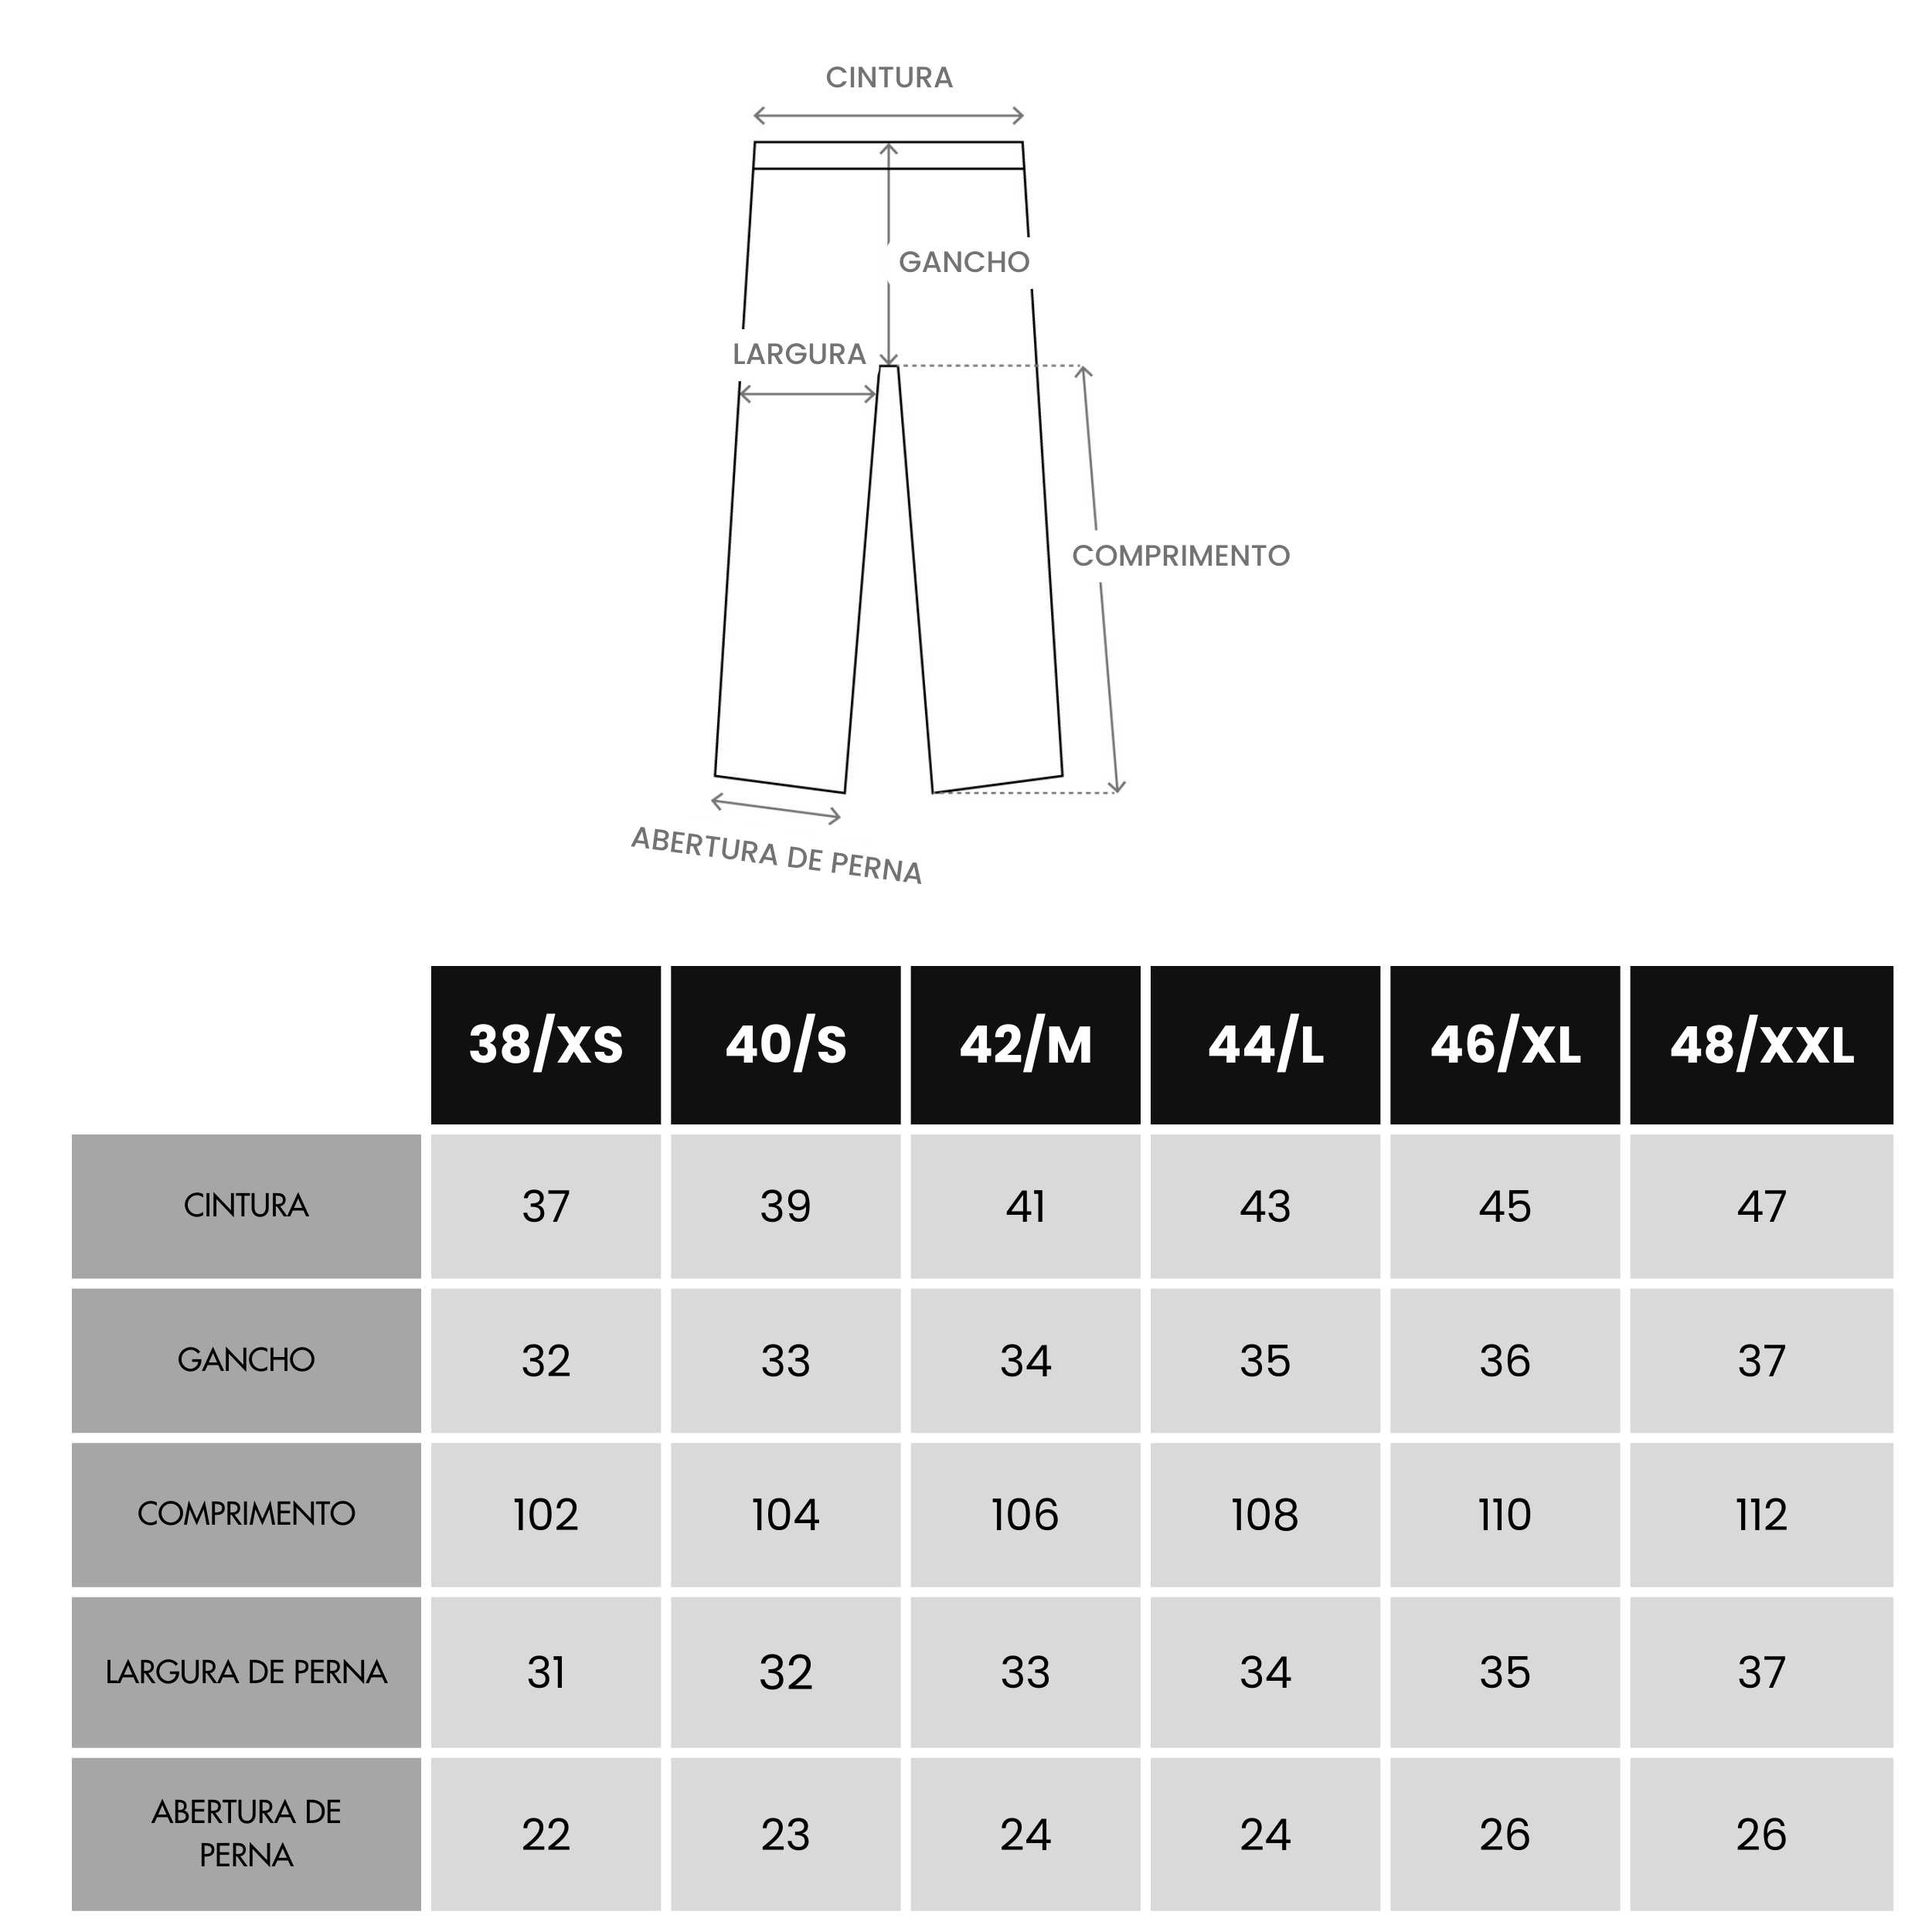 CINTURA
GANCHO
LARGURA
COMPRIMENTO
ABERTURA DE PERNA
38/XS 40/S 42/M 44/L 46/XL 48/XXL
CINTURA 37 39 41 43 45 47
GANCHO 32 33 34 35 36 37
COMPRIMENTO 102 104 106 108 110 112
LARGURA DE PERNA 31 32 33 34 35 37
ABERTURA DE
PERNA 22 23 24 24 26 26